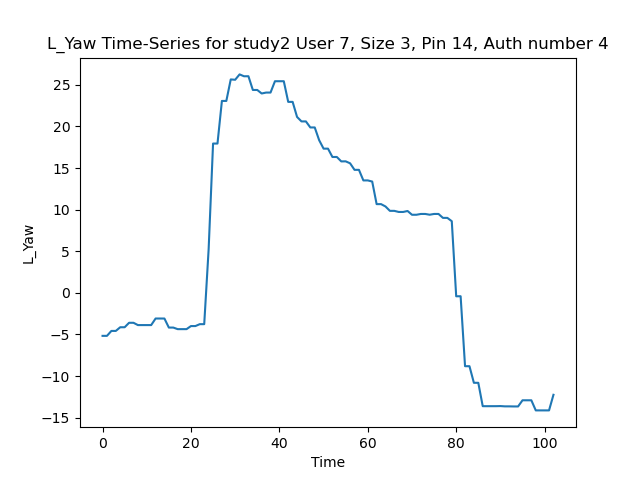 L_Yaw Time-Series for study2 User 7, Size 3, Pin 14, Auth number 4
25
20
15
10
5
0
−5
−10
−15
L_Yaw
0 20 40 60 80 100
Time